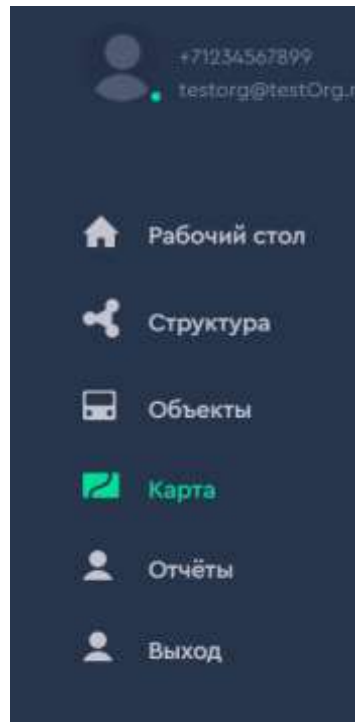 +71234567899
testorg@testOrg.r
Рабочий стол
Структура
Объекты
Карта
Отчёты
Выход